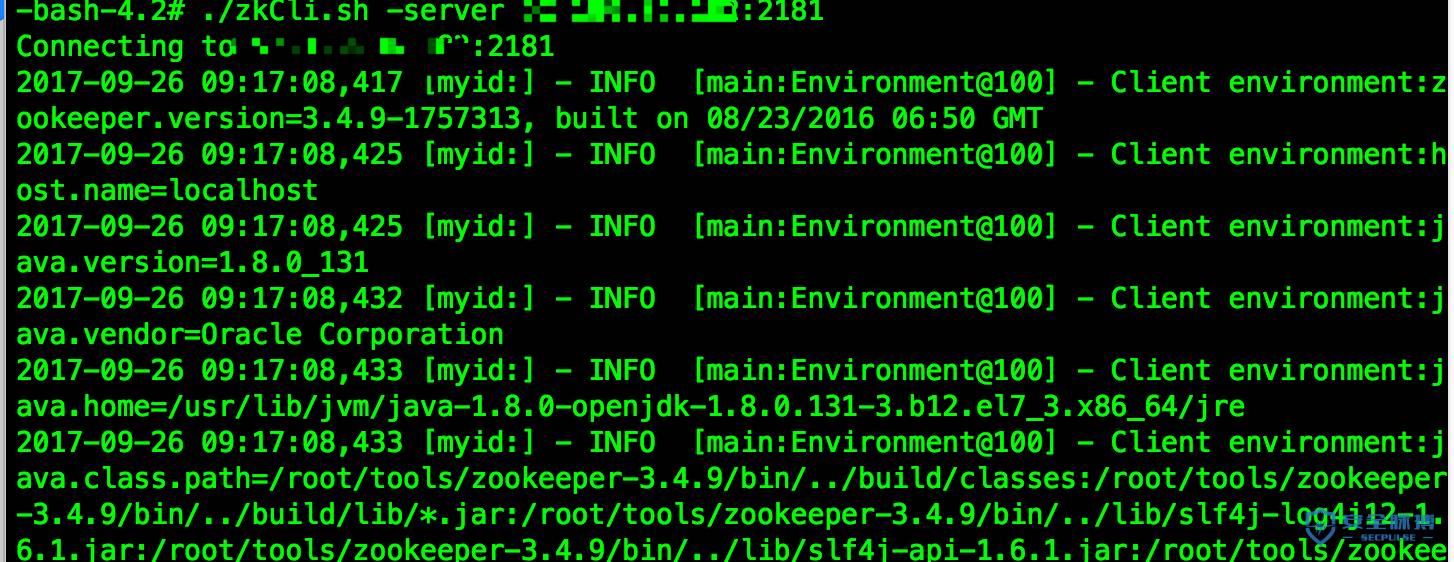 -bash-4.2# ./zkCli.sh -server :2181
Connecting to :2181
2017-09-26 09:17:08,417 [myid:] - INFO  [main:Environment@100] - Client environment:z
ookeeper.version=3.4.9-1757313, built on 08/23/2016 06:50 GMT
2017-09-26 09:17:08,425 [myid:] - INFO  [main:Environment@100] - Client environment:h
ost.name=localhost
2017-09-26 09:17:08,425 [myid:] - INFO  [main:Environment@100] - Client environment:j
ava.version=1.8.0_131
2017-09-26 09:17:08,432 [myid:] - INFO  [main:Environment@100] - Client environment:j
ava.vendor=Oracle Corporation
2017-09-26 09:17:08,433 [myid:] - INFO  [main:Environment@100] - Client environment:j
ava.home=/usr/lib/jvm/java-1.8.0-openjdk-1.8.0.131-3.b12.el7_3.x86_64/jre
2017-09-26 09:17:08,433 [myid:] - INFO  [main:Environment@100] - Client environment:j
ava.class.path=/root/tools/zookeeper-3.4.9/bin/../build/classes:/root/tools/zookeeper
-3.4.9/bin/../build/lib/*.jar:/root/tools/zookeeper-3.4.9/bin/../lib/slf4j-log4j12-1.
6.1.jar:/root/tools/zookeeper-3.4.9/bin/../lib/slf4j-api-1.6.1.jar:/root/tools/zookee
安全脉搏
SECPULSE